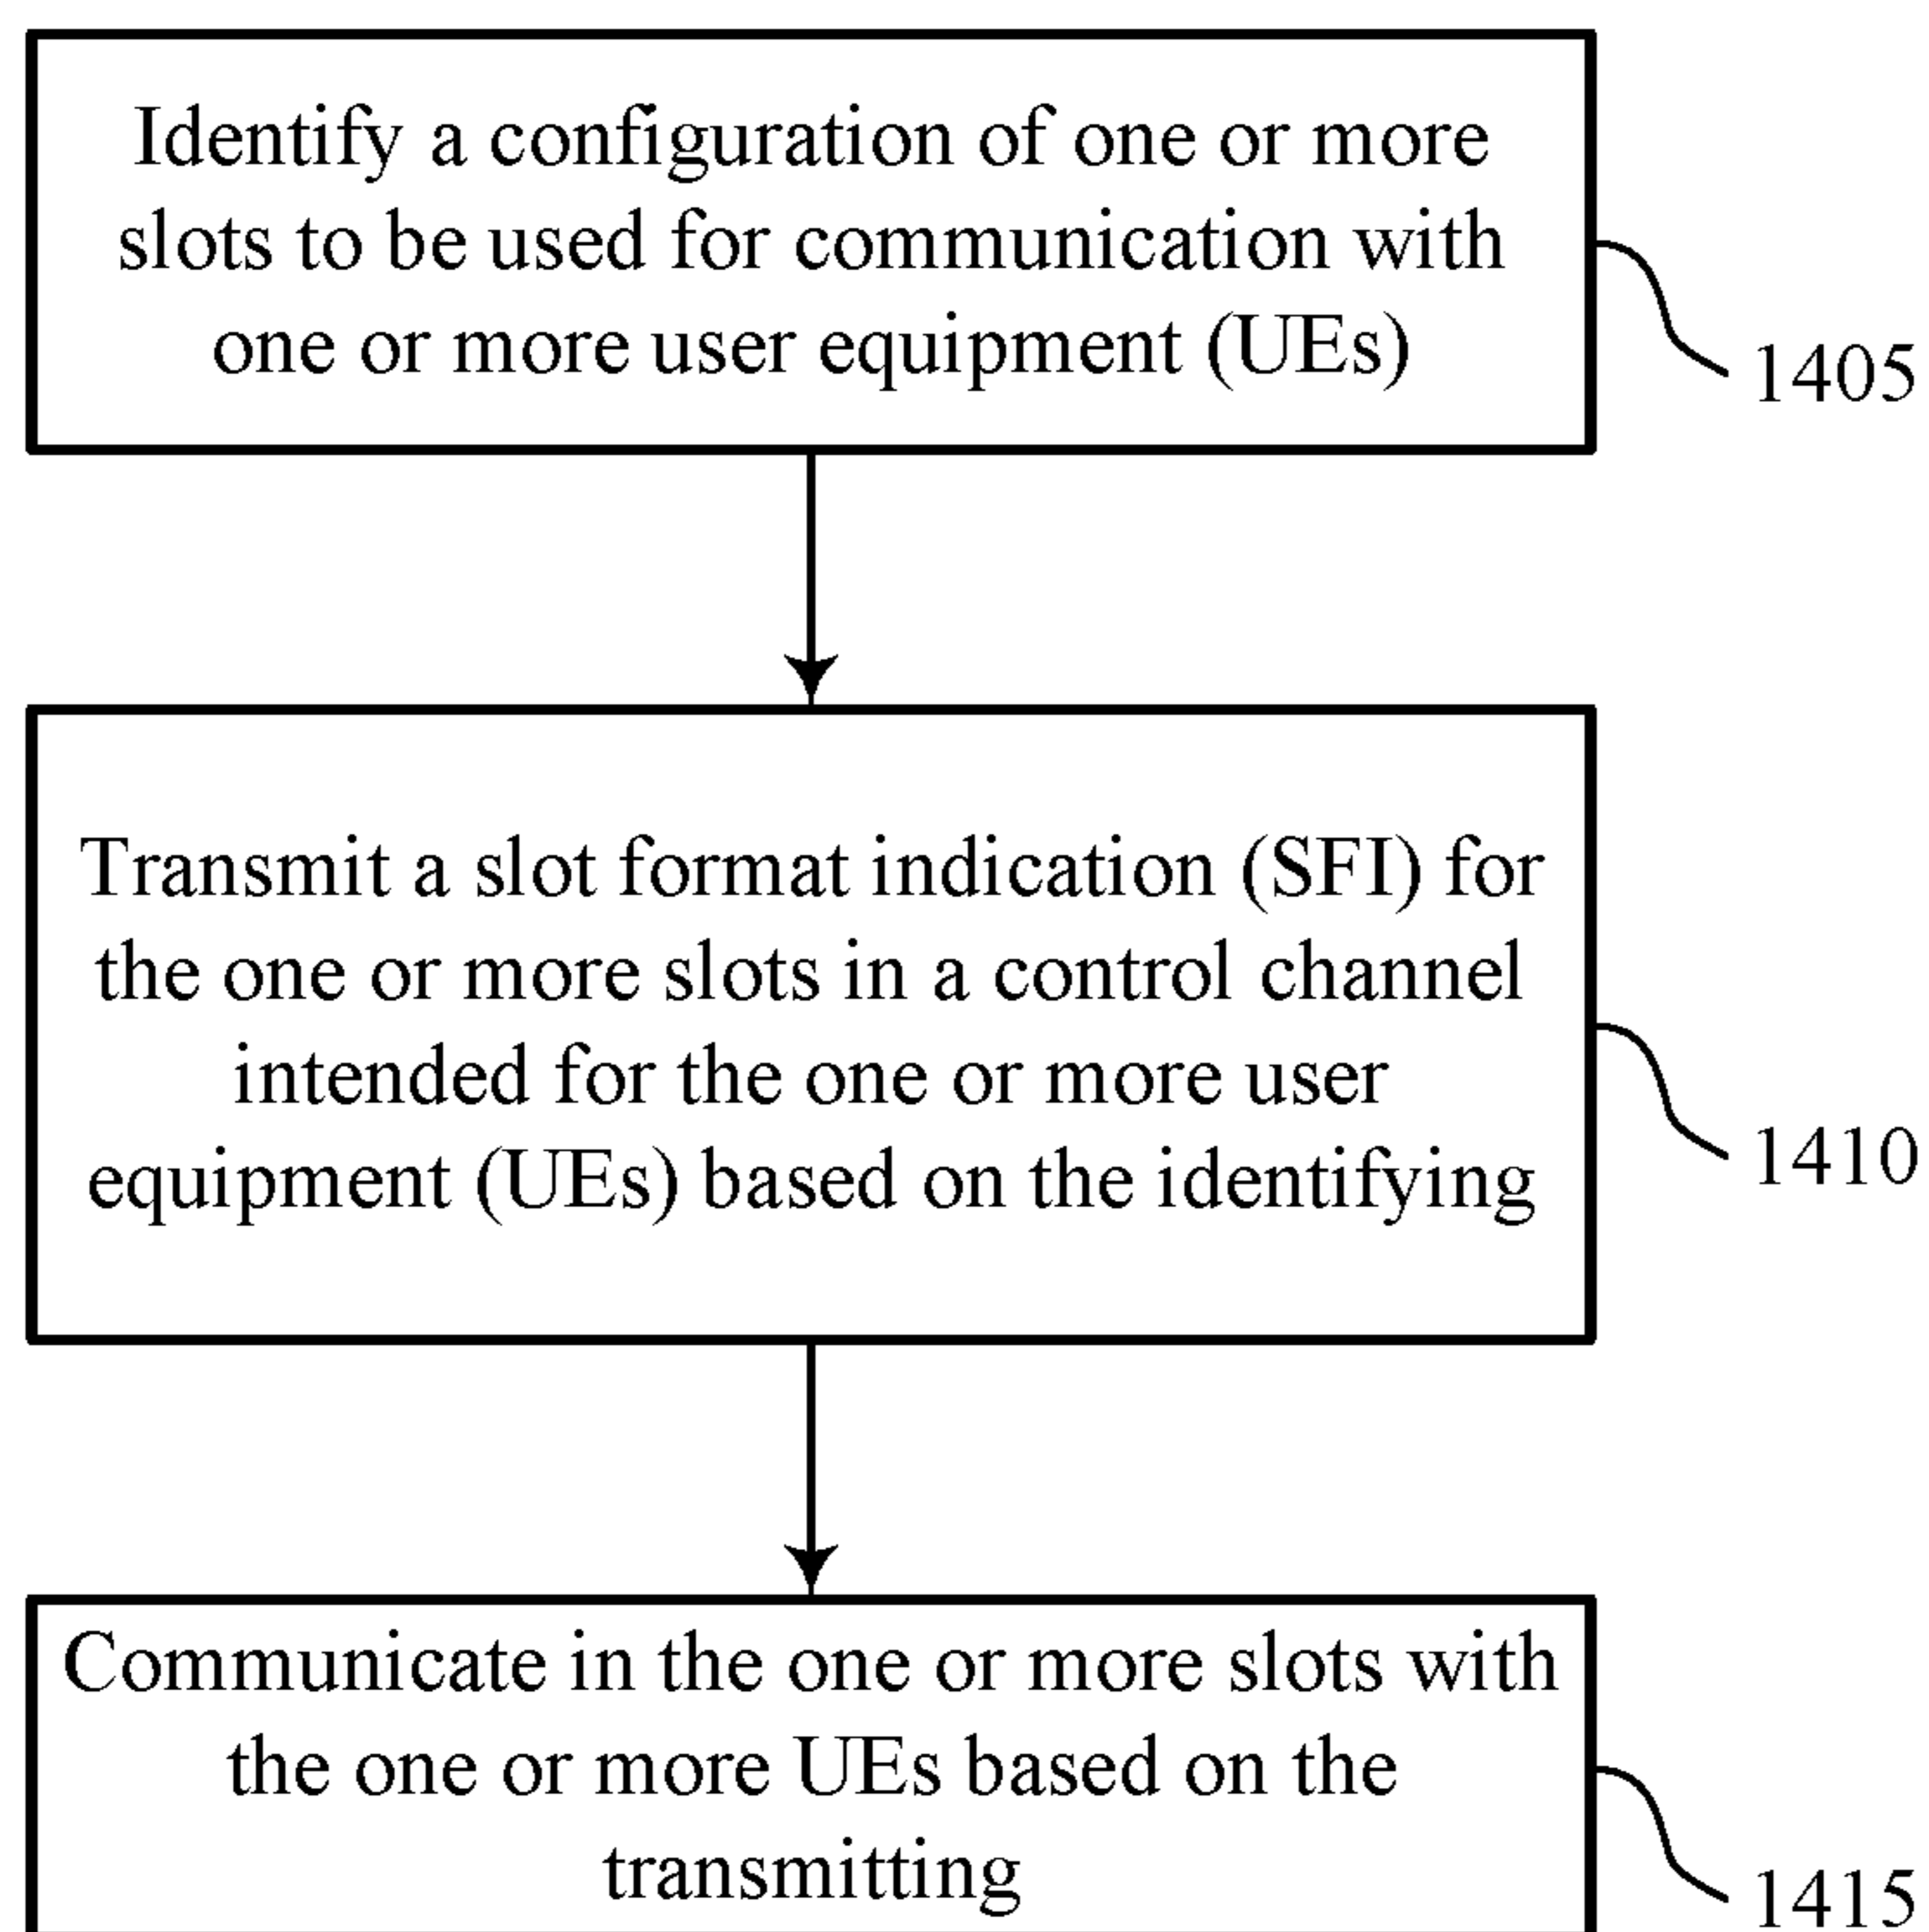 Identify a configuration of one or more
slots to be used for communication with
one or more user equipment (UEs)
1405
Transmit a slot format indication (SFI) for
the one or more slots in a control channel
intended for the one or more user
equipment (UEs) based on the identifying
1410
Communicate in the one or more slots with
the one or more UEs based on the
transmitting
1415